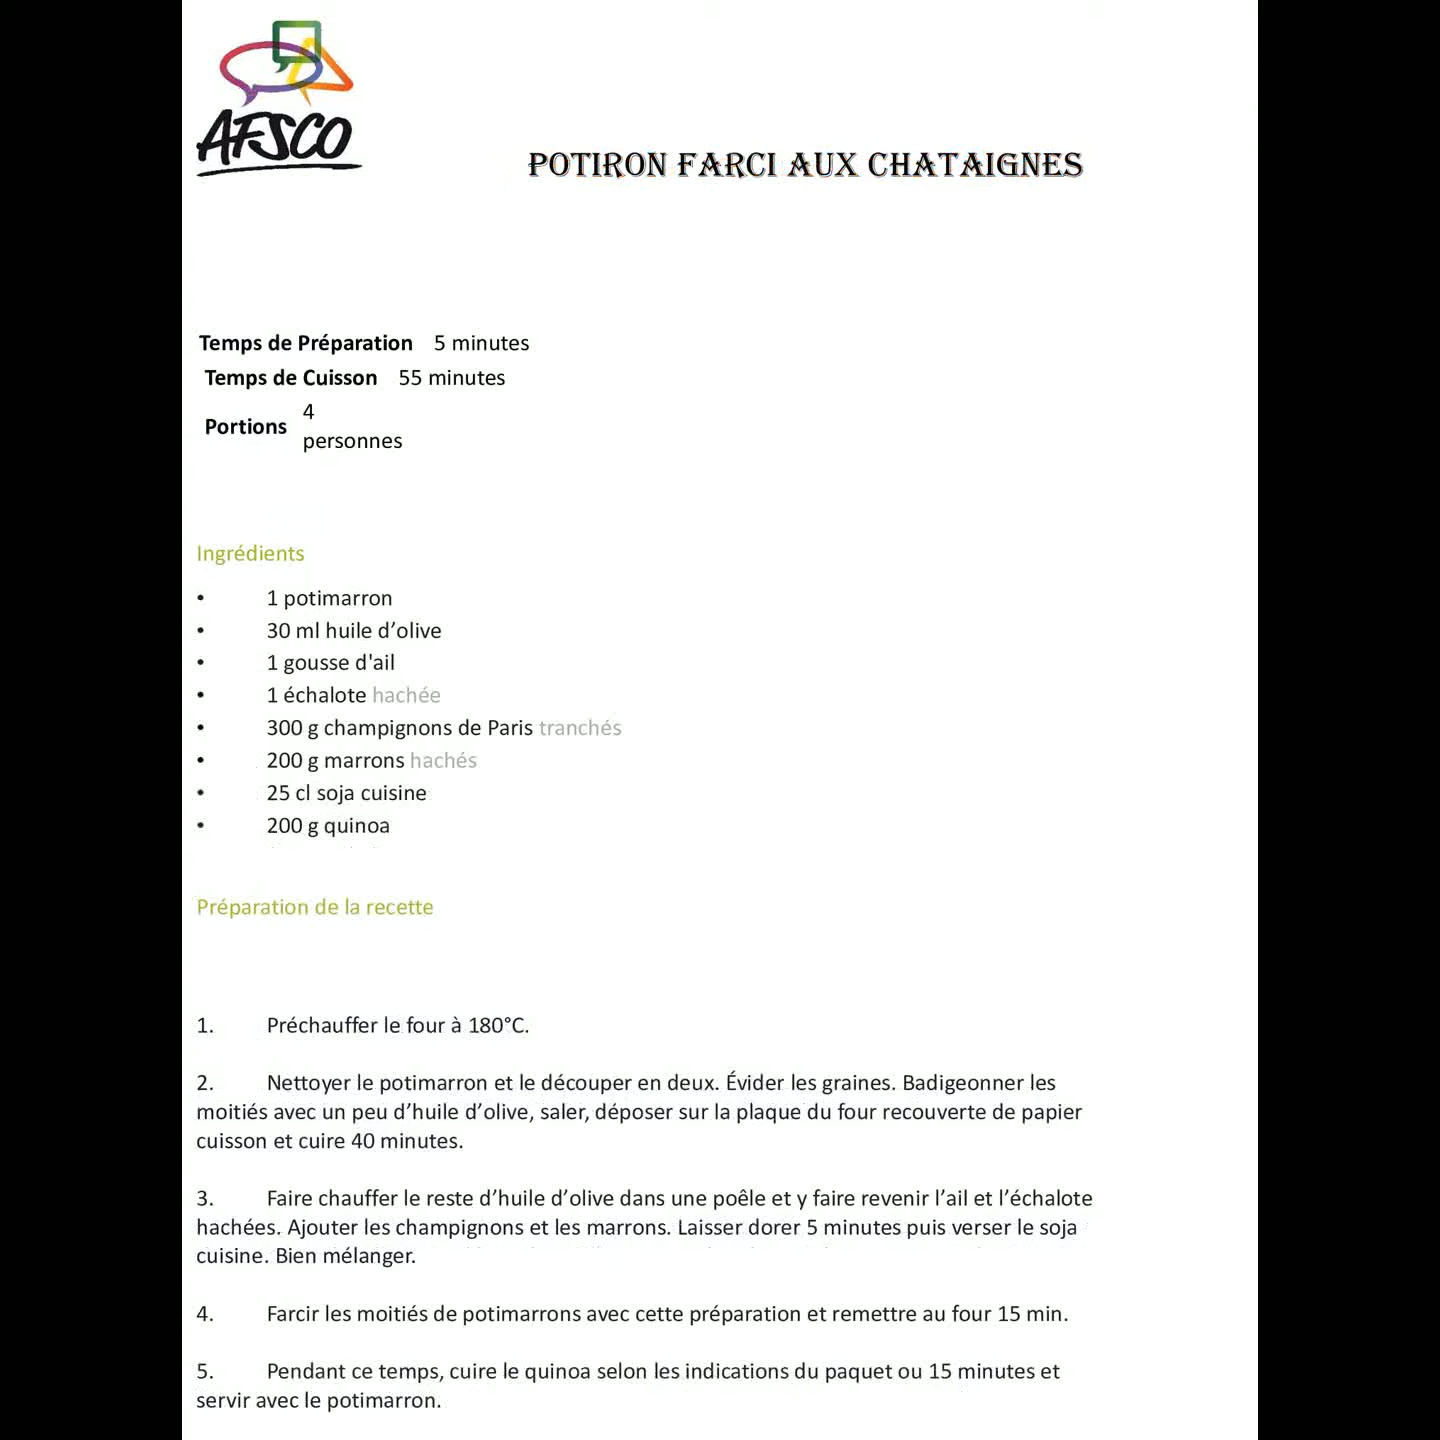 AFSCO
POTIRON FARCI AUX CHATAIGNES
Temps de Préparation 5 minutes
Temps de Cuisson 55 minutes
Portions 4
personnes
Ingrédients
• 1 potimarron
• 30 ml huile d’olive
• 1 gousse d'ail
• 1 échalote hachée
• 300 g champignons de Paris tranchés
• 200 g marrons hachés
• 25 cl soja cuisine
• 200 g quinoa
Préparation de la recette
1. Préchauffer le four à 180°C.
2. Nettoyer le potimarron et le découper en deux. Évider les graines. Badigeonner les
moitiés avec un peu d’huile d’olive, saler, déposer sur la plaque du four recouverte de papier
cuisson et cuire 40 minutes.
3. Faire chauffer le reste d’huile d’olive dans une poêle et y faire revenir l’ail et l’échalote
hachées. Ajouter les champignons et les marrons. Laisser dorer 5 minutes puis verser le soja
cuisine. Bien mélanger.
4. Farcir les moitiés de potimarrons avec cette préparation et remettre au four 15 min.
5. Pendant ce temps, cuire le quinoa selon les indications du paquet ou 15 minutes et
servir avec le potimarron.